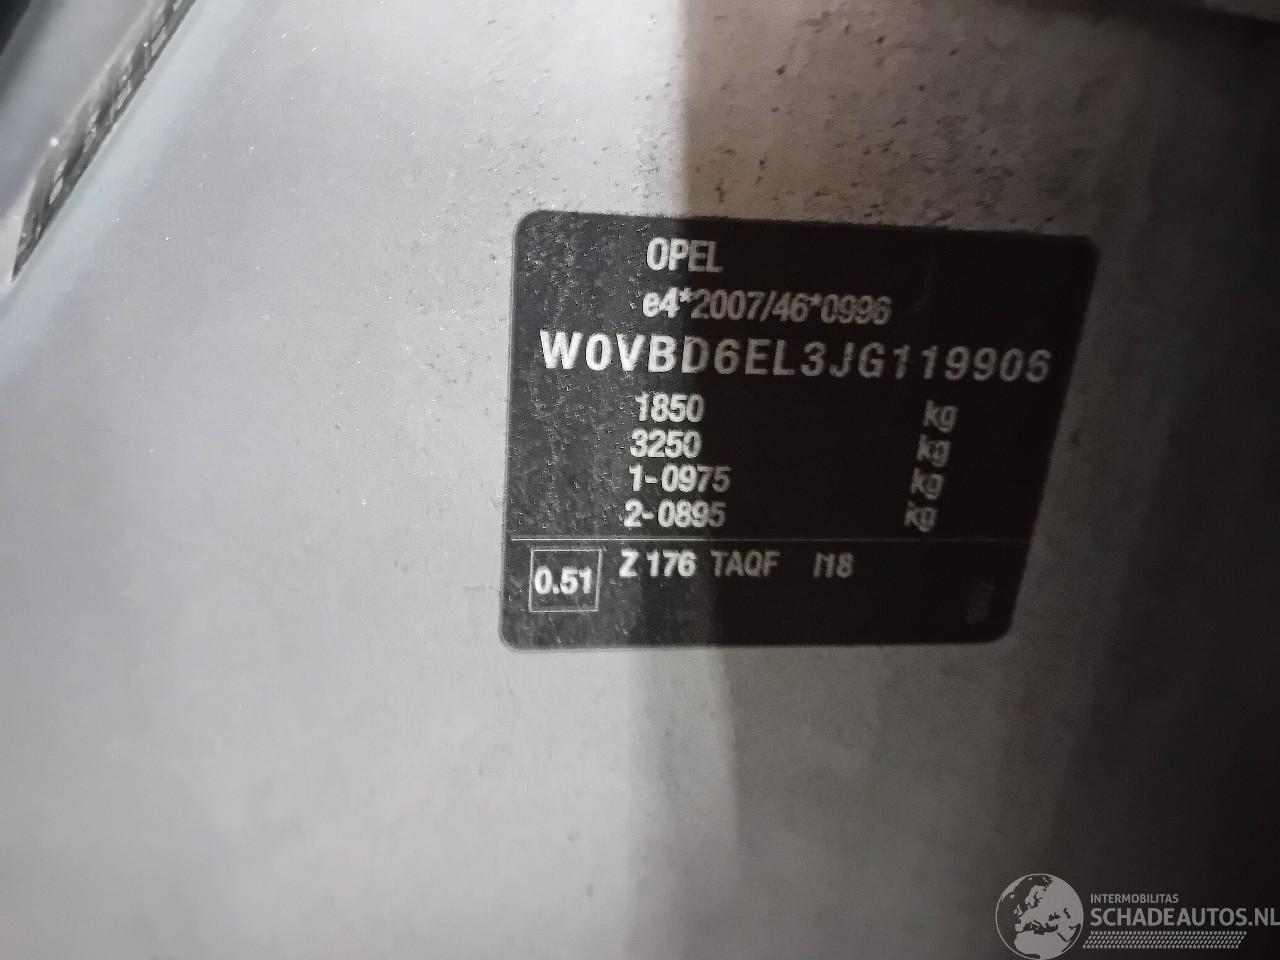 OPEL
e4*2007/46*0996
W0VBD6EL3JG119906
1850 kg
3250 kg
1-0975 kg
2-0895 kg
0.51 Z 176 TAQF M8
INTERMOBILITAS
SCHADEAUTOS.NL